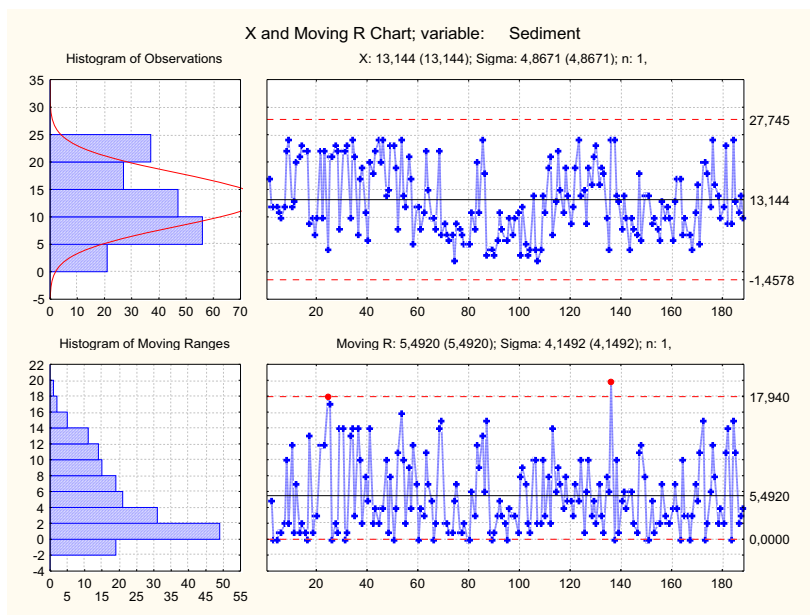 X and Moving R Chart; variable: Sediment
Histogram of Observations
X: 13,144 (13,144); Sigma: 4,8671 (4,8671); n: 1,
35
30
25
20
15
10
5
0
-5
0 10 20 30 40 50 60 70
27,745
13,144
-1,4578
20 40 60 80 100 120 140 160 180
Histogram of Moving Ranges
Moving R: 5,4920 (5,4920); Sigma: 4,1492 (4,1492); n: 1,
22
20
18
16
14
12
10
8
6
4
2
0
-2
-4
0 10 20 30 40 50
5 15 25 35 45 55
17,940
5,4920
0,0000
20 40 60 80 100 120 140 160 180